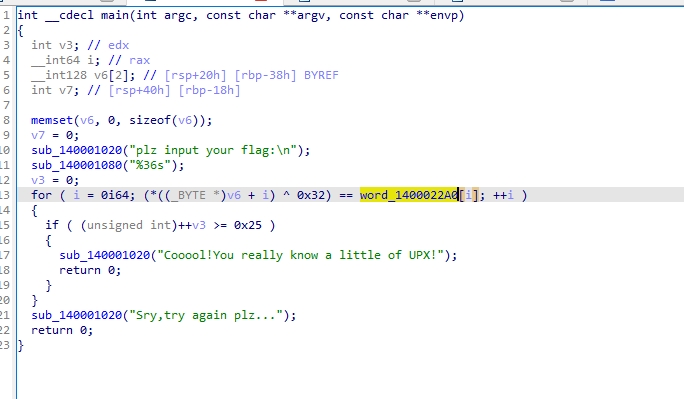 1 int __cdecl main(int argc, const char **argv, const char **envp)
2 {
3 int v3; // edx
4 __int64 i; // rax
5 __int128 v6[2]; // [rsp+20h] [rbp-38h] BYREF
6 int v7; // [rsp+40h] [rbp-18h]
7
8 memset(v6, 0, sizeof(v6));
9 v7 = 0;
10 sub_140001020("plz input your flag:\n");
11 sub_140001080("%36s");
12 v3 = 0;
13 for ( i = 0i64; (*((_BYTE *)v6 + i) ^ 0x32) == word_1400022A0[i]; ++i )
14 {
15 if ( (unsigned int)++v3 >= 0x25 )
16 {
17 sub_140001020("Cooool!You really know a little of UPX!");
18 return 0;
19 }
20 }
21 sub_140001020("Sry,try again plz...");
22 return 0;
23 }